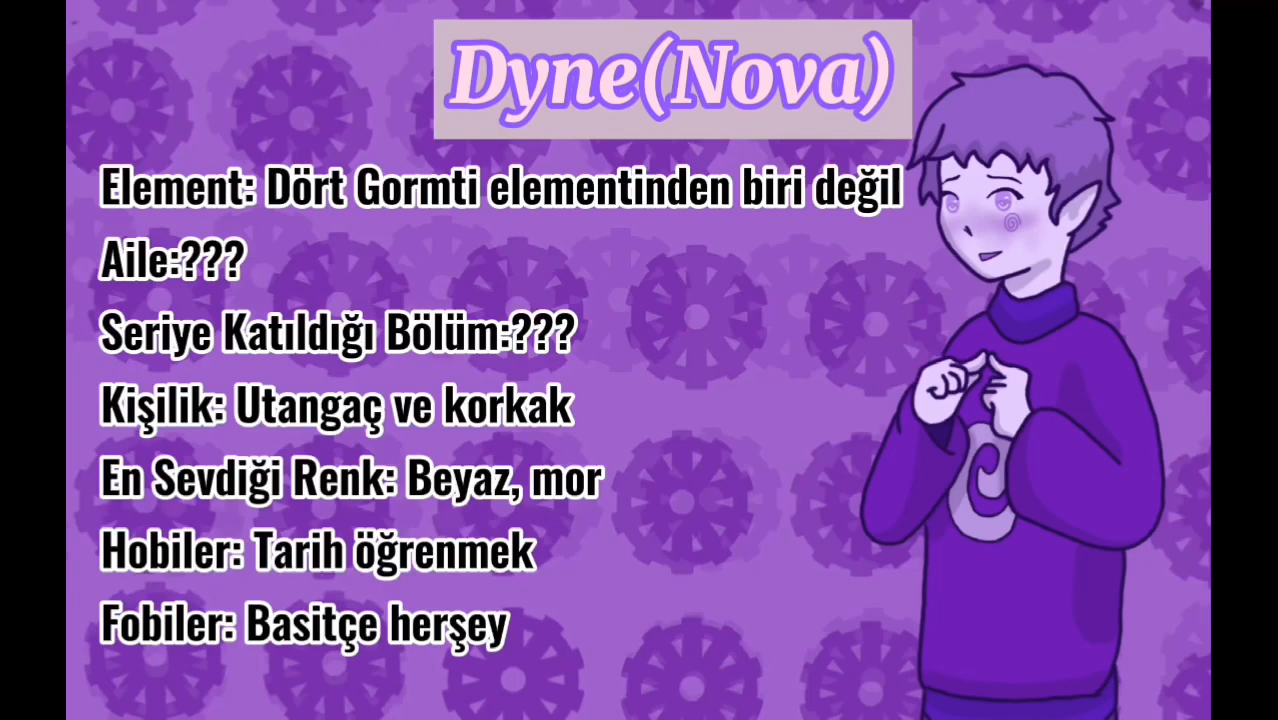 Dyne(Nova)
Element: Dört Gormti elementinden biri değil
Aile:???
Seriye Katıldığı Bölüm:???
Kişilik: Utangaç ve korkak
En Sevdiği Renk: Beyaz, mor
Hobiler: Tarih öğrenmek
Fobiler: Basitçe herşey